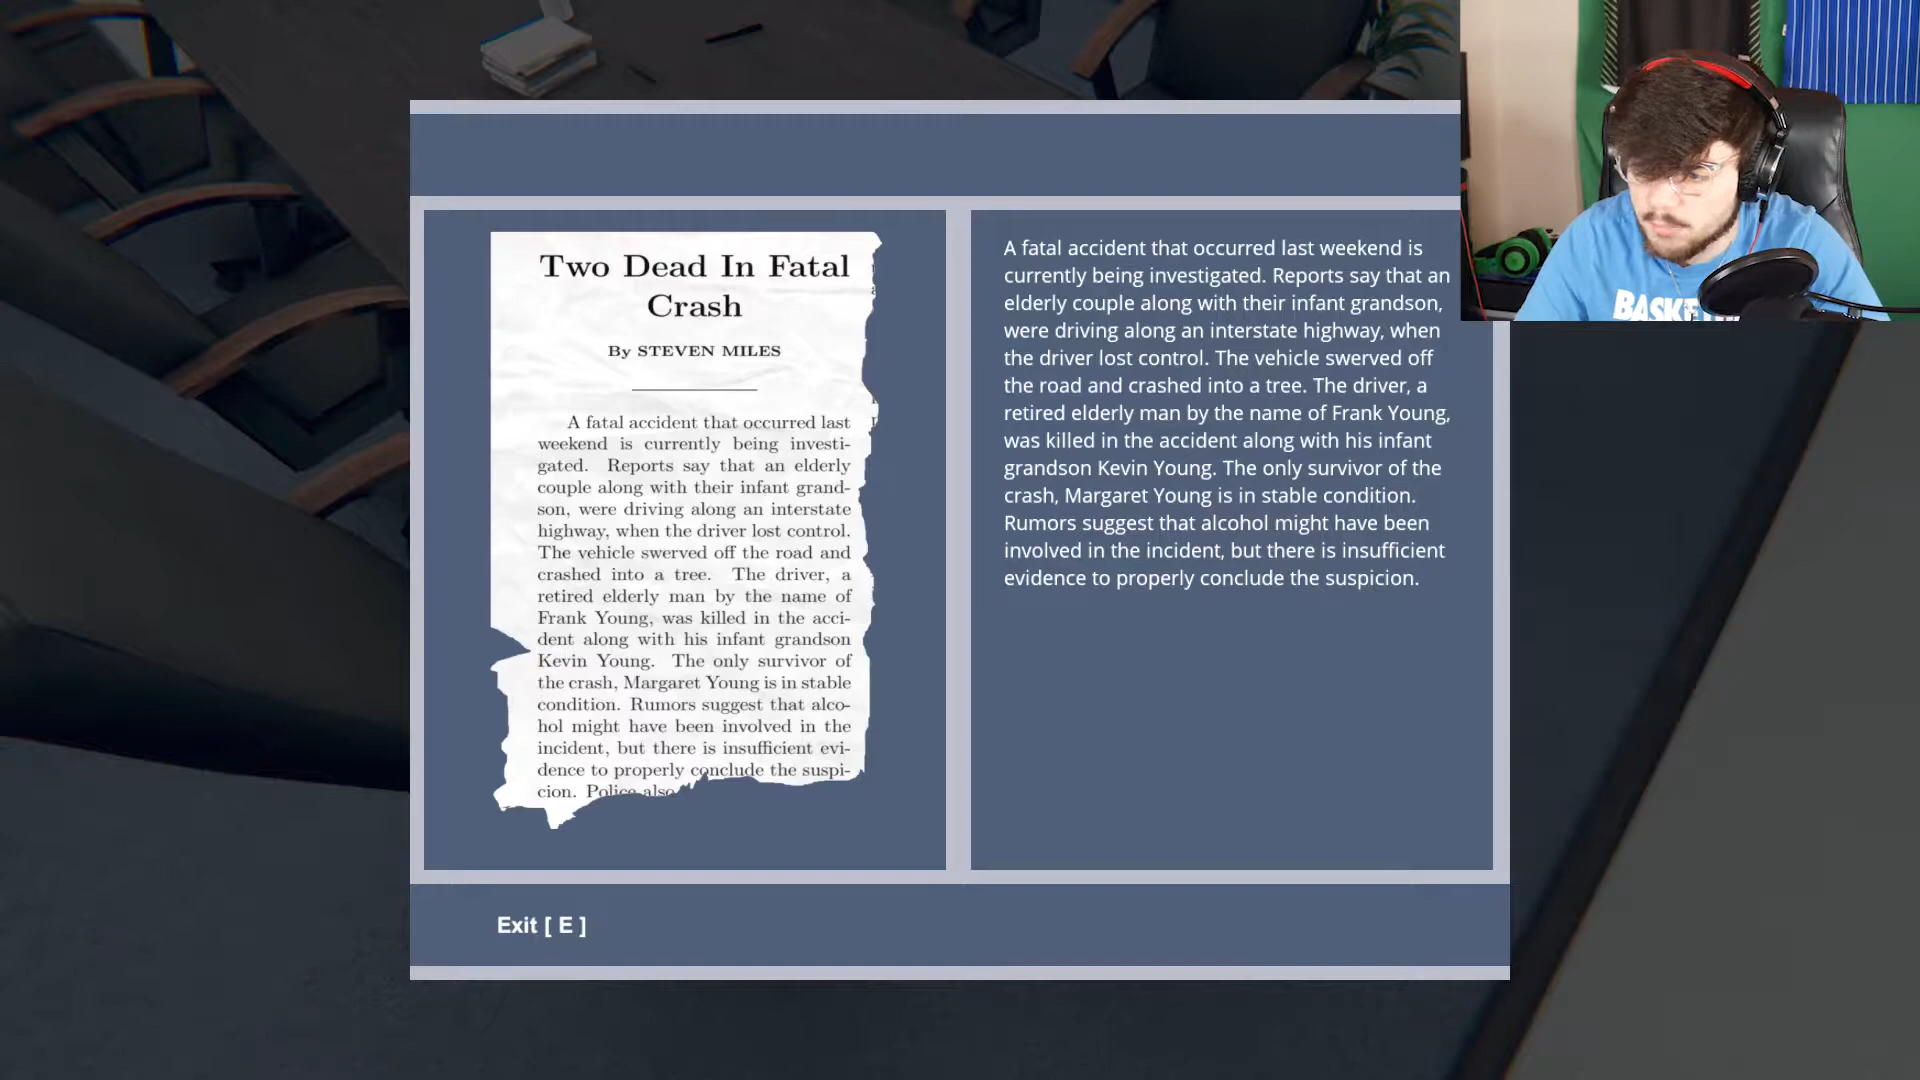 Two Dead In Fatal
Crash
By STEVEN MILES
A fatal accident that occurred last
weekend is currently being investi-
gated. Reports say that an elderly
couple along with their infant grand-
son, were driving along an interstate
highway, when the driver lost control.
The vehicle swerved off the road and
crashed into a tree. The driver, a
retired elderly man by the name of
Frank Young, was killed in the acci-
dent along with his infant grandson
Kevin Young. The only survivor of
the crash, Margaret Young is in stable
condition. Rumors suggest that alco-
hol might have been involved in the
incident, but there is insufficient evi-
dence to properly conclude the suspi-
cion. Police also
A fatal accident that occurred last weekend is
currently being investigated. Reports say that an
elderly couple along with their infant grandson,
were driving along an interstate highway, when
the driver lost control. The vehicle swerved off
the road and crashed into a tree. The driver, a
retired elderly man by the name of Frank Young,
was killed in the accident along with his infant
grandson Kevin Young. The only survivor of the
crash, Margaret Young is in stable condition.
Rumors suggest that alcohol might have been
involved in the incident, but there is insufficient
evidence to properly conclude the suspicion.
Exit [ E ]